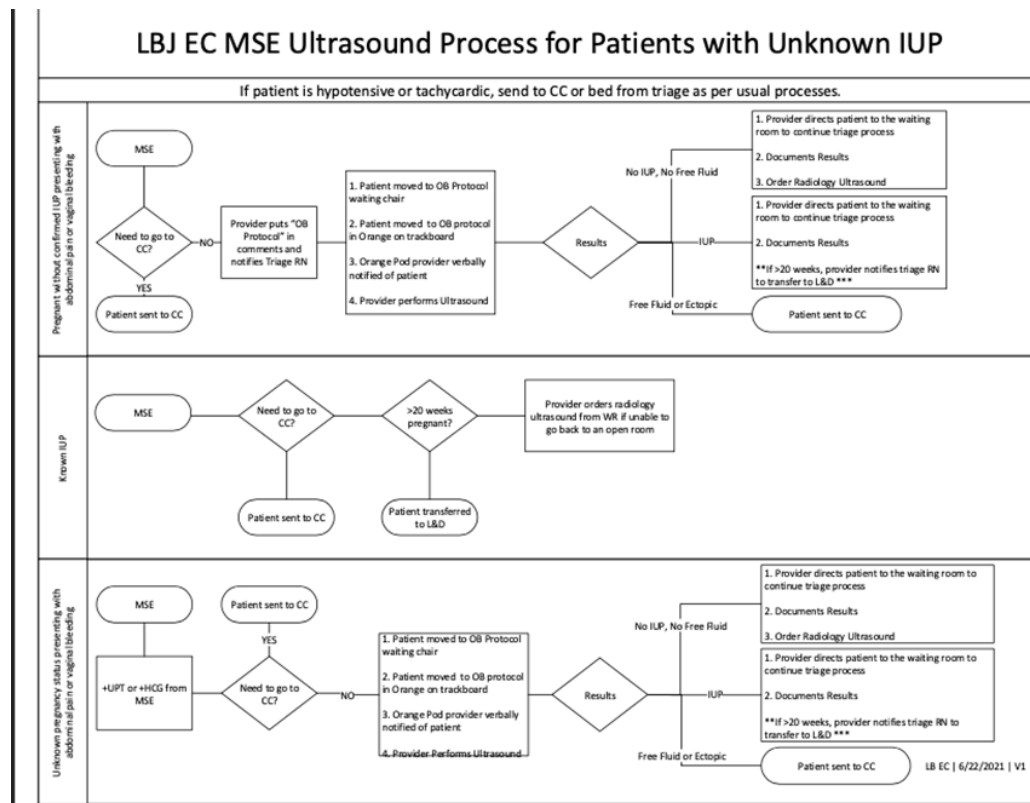 LBJ EC MSE Ultrasound Process for Patients with Unknown IUP
If patient is hypotensive or tachycardic, send to CC or bed from triage as per usual processes.
Pregnant without confirmed IUP presenting with
abdominal pain or vaginal bleeding
MSE
Need to go to
CC?
YES
Patient sent to CC
NO
Provider puts "OB
Protocol" in
comments and
notifies Triage RN
1. Patient moved to OB Protocol
waiting chair
2. Patient moved to OB protocol
in Orange on trackboard
3. Orange Pod provider verbally
notified of patient
4. Provider performs Ultrasound
Results
No IUP, No Free Fluid
1. Provider directs patient to the waiting
room to continue triage process
2. Documents Results
3. Order Radiology Ultrasound
IUP
1. Provider directs patient to the waiting
room to continue triage process
2. Documents Results
**If >20 weeks, provider notifies triage RN
to transfer to L&D ***
Free Fluid or Ectopic
Patient sent to CC
Known IUP
MSE
Need to go to
CC?
Patient sent to CC
>20 weeks
pregnant?
Patient transferred
to L&D
Provider orders radiology
ultrasound from WR if unable to
go back to an open room
Unknown pregnancy status presenting with
abdominal pain or vaginal bleeding
MSE
+UPT or +HCG from
MSE
Patient sent to CC
YES
Need to go to
CC?
NO
1. Patient moved to OB Protocol
waiting chair
2. Patient moved to OB protocol
in Orange on trackboard
3. Orange Pod provider verbally
notified of patient
4. Provider Performs Ultrasound
Results
No IUP, No Free Fluid
1. Provider directs patient to the waiting room to
continue triage process
2. Documents Results
3. Order Radiology Ultrasound
IUP
1. Provider directs patient to the waiting room to
continue triage process
2. Documents Results
**If >20 weeks, provider notifies triage RN to
transfer to L&D ***
Free Fluid or Ectopic
Patient sent to CC
LB EC | 6/22/2021 | V1